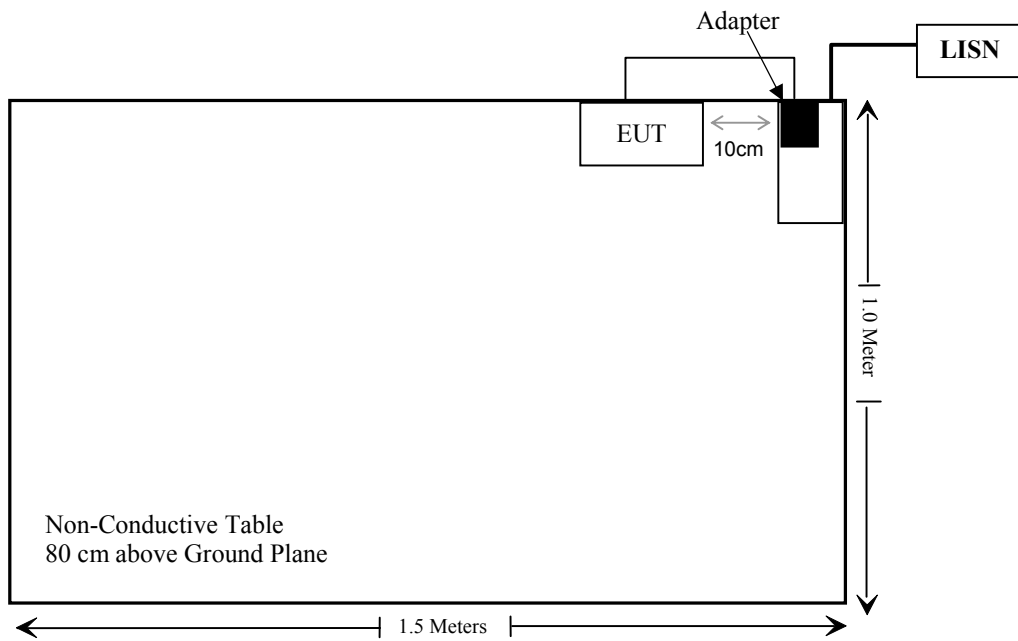 Adapter
LISN
EUT
10cm
1.0 Meter
Non-Conductive Table
80 cm above Ground Plane
1.5 Meters